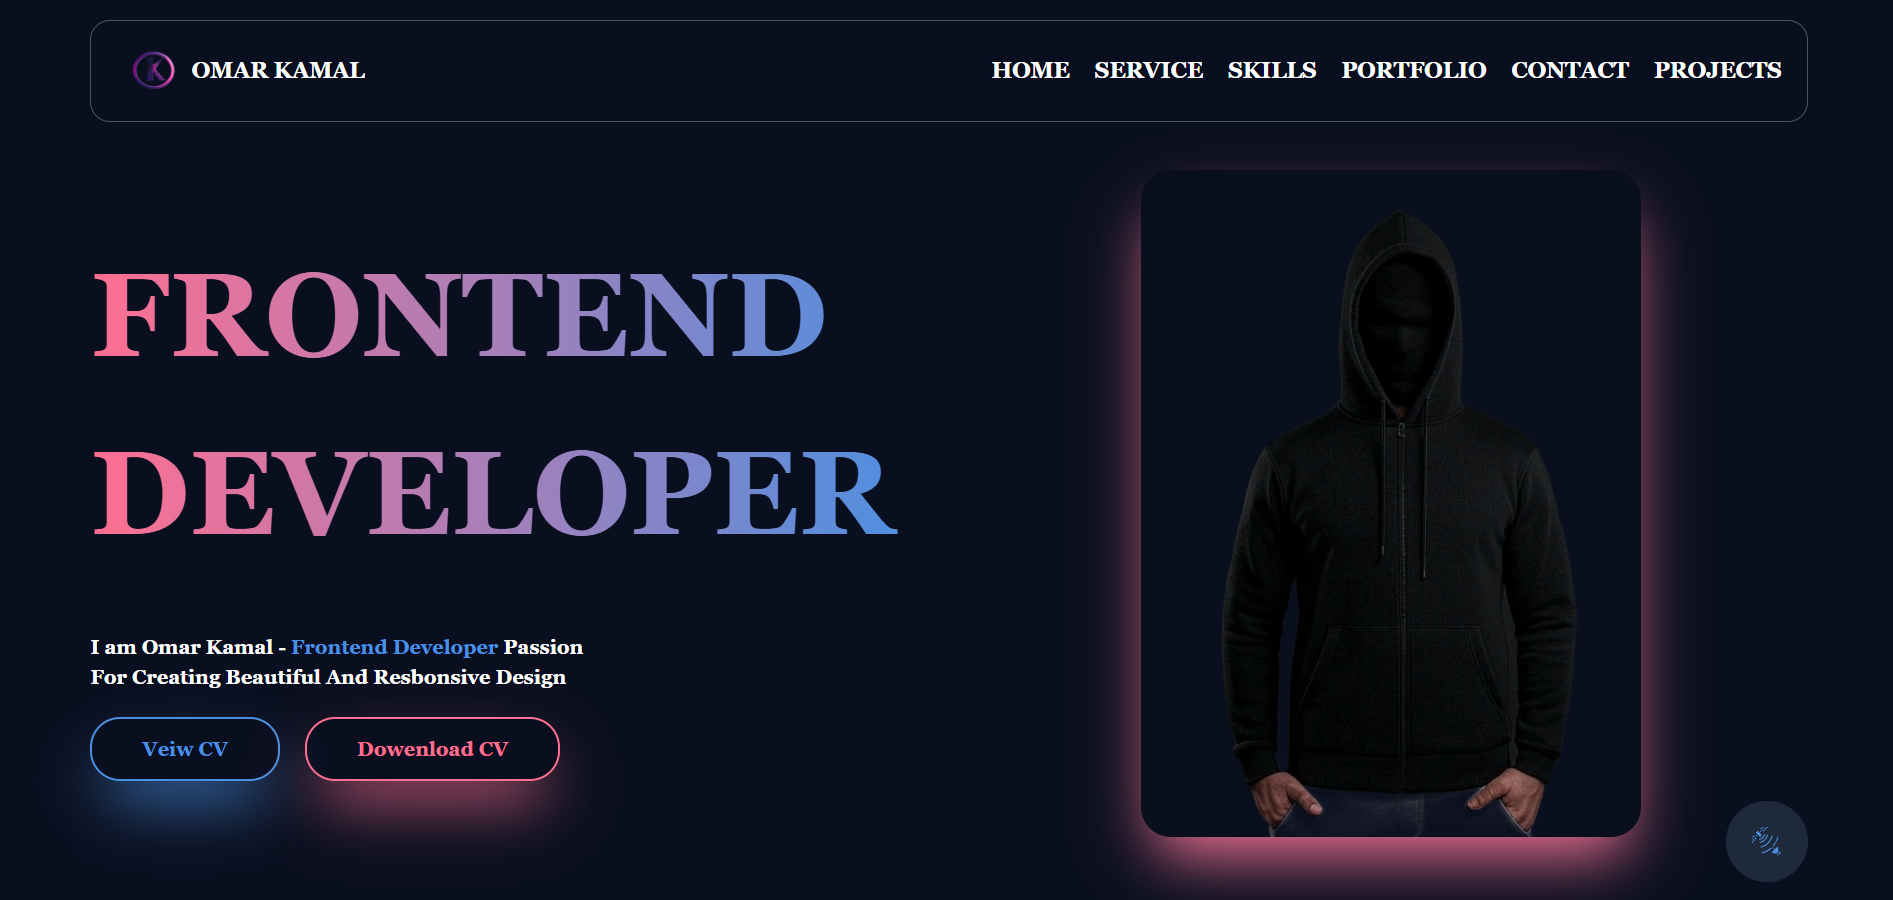 OMAR KAMAL
HOME SERVICE SKILLS PORTFOLIO CONTACT PROJECTS
FRONTEND
DEVELOPER
I am Omar Kamal - Frontend Developer Passion
For Creating Beautiful And Resbonsive Design
Veiw CV
Dowenload CV